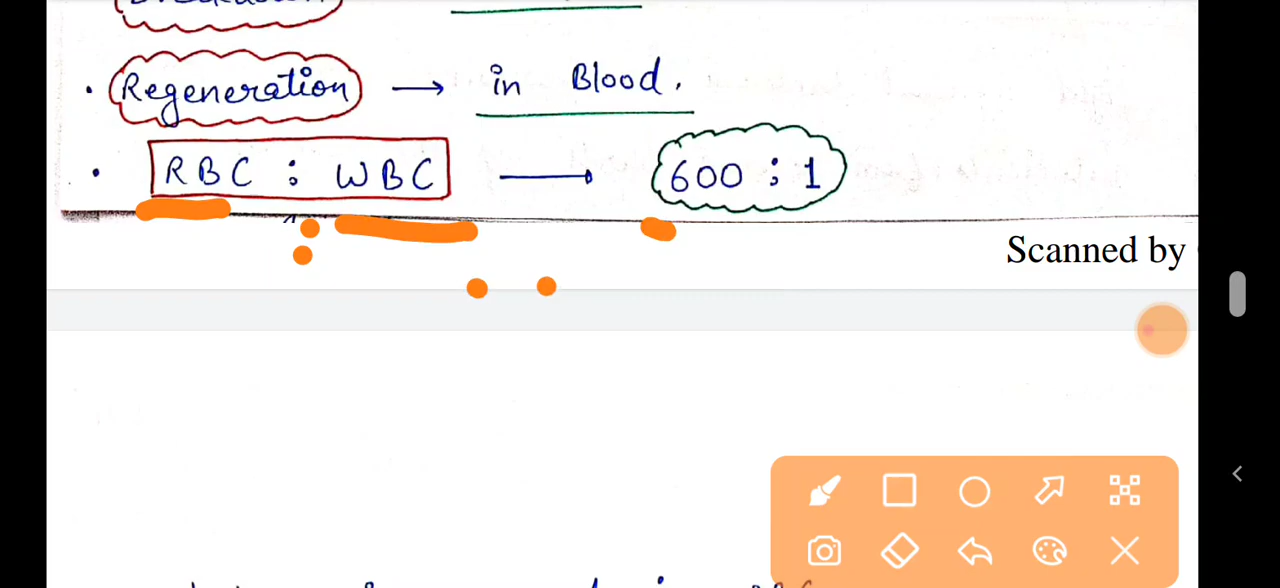 · Regeneration → in Blood.
· RBC : WBC → 600 : 1
Scanned by